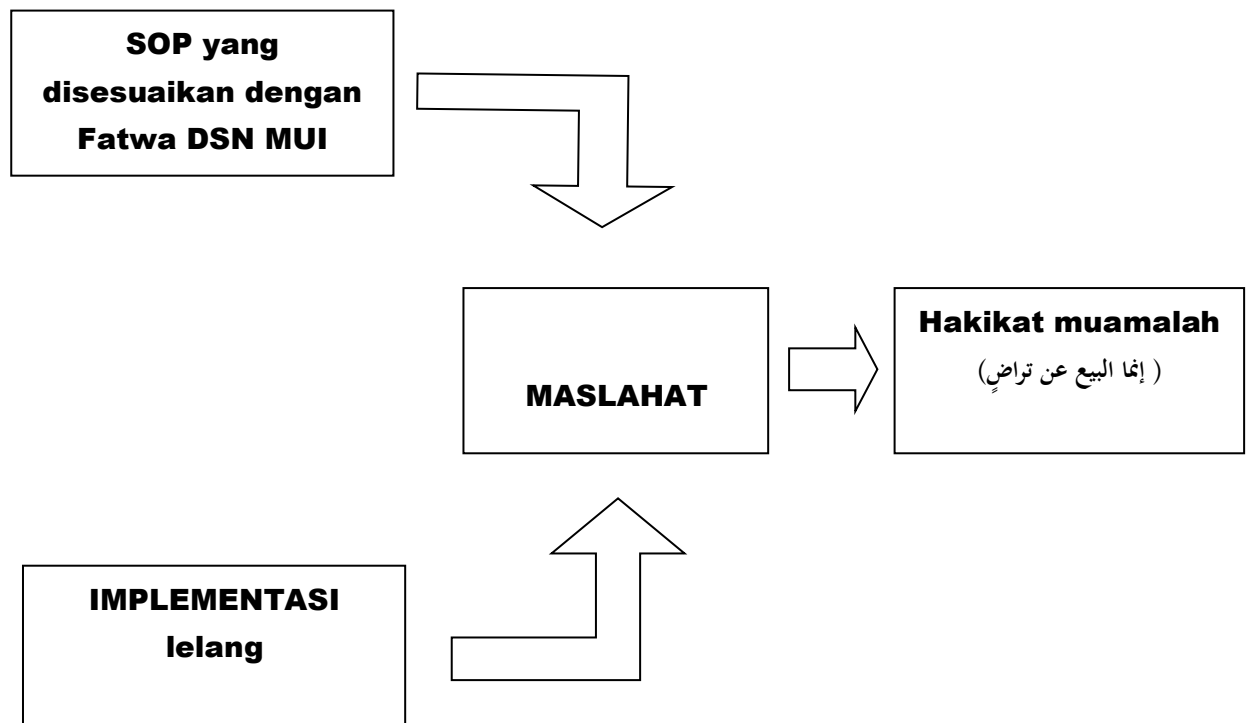 SOP yang
disesuaikan dengan
Fatwa DSN MUI
MASLAHAT
Hakikat muamalah
( إنما البيع عن تراضٍ)
IMPLEMENTASI
lelang